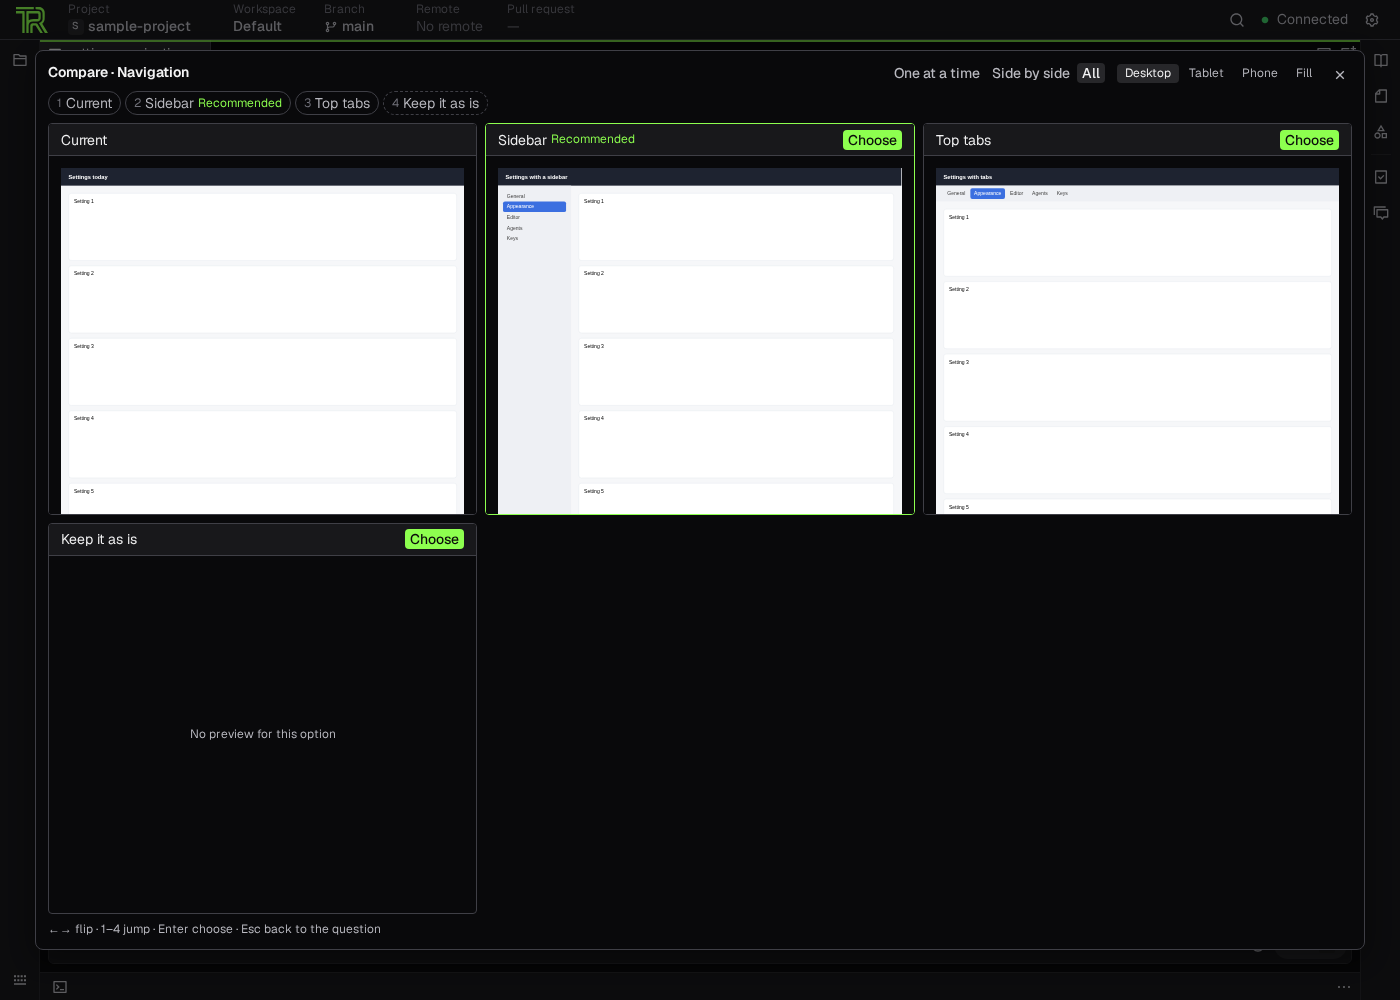 Project Workspace Branch Remote Pull request
S sample-project Default main No remote —
Connected
Compare · Navigation
One at a time Side by side All Desktop Tablet Phone Fill ×
1 Current 2 Sidebar Recommended 3 Top tabs 4 Keep it as is
Current
Settings today
Setting 1
Setting 2
Setting 3
Setting 4
Setting 5
Sidebar Recommended Choose
Settings with a sidebar
General
Appearance
Editor
Agents
Keys
Setting 1
Setting 2
Setting 3
Setting 4
Setting 5
Top tabs Choose
Settings with tabs
General Appearance Editor Agents Keys
Setting 1
Setting 2
Setting 3
Setting 4
Setting 5
Keep it as is Choose
No preview for this option
←→ flip · 1–4 jump · Enter choose · Esc back to the question